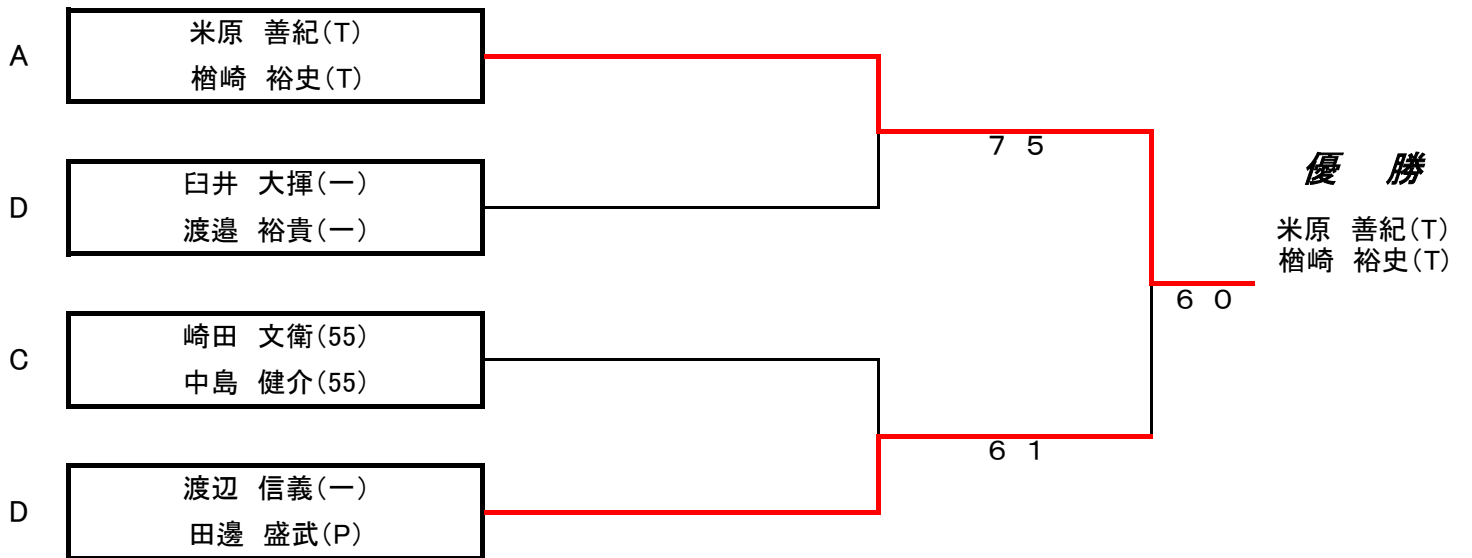 A
米原 善紀(T)
楢崎 裕史(T)
D
臼井 大揮(一)
渡邉 裕貴(一)
7 5
C
崎田 文衛(55)
中島 健介(55)
D
渡辺 信義(一)
田邊 盛武(P)
6 1
6 0
優 勝
米原 善紀(T)
楢崎 裕史(T)